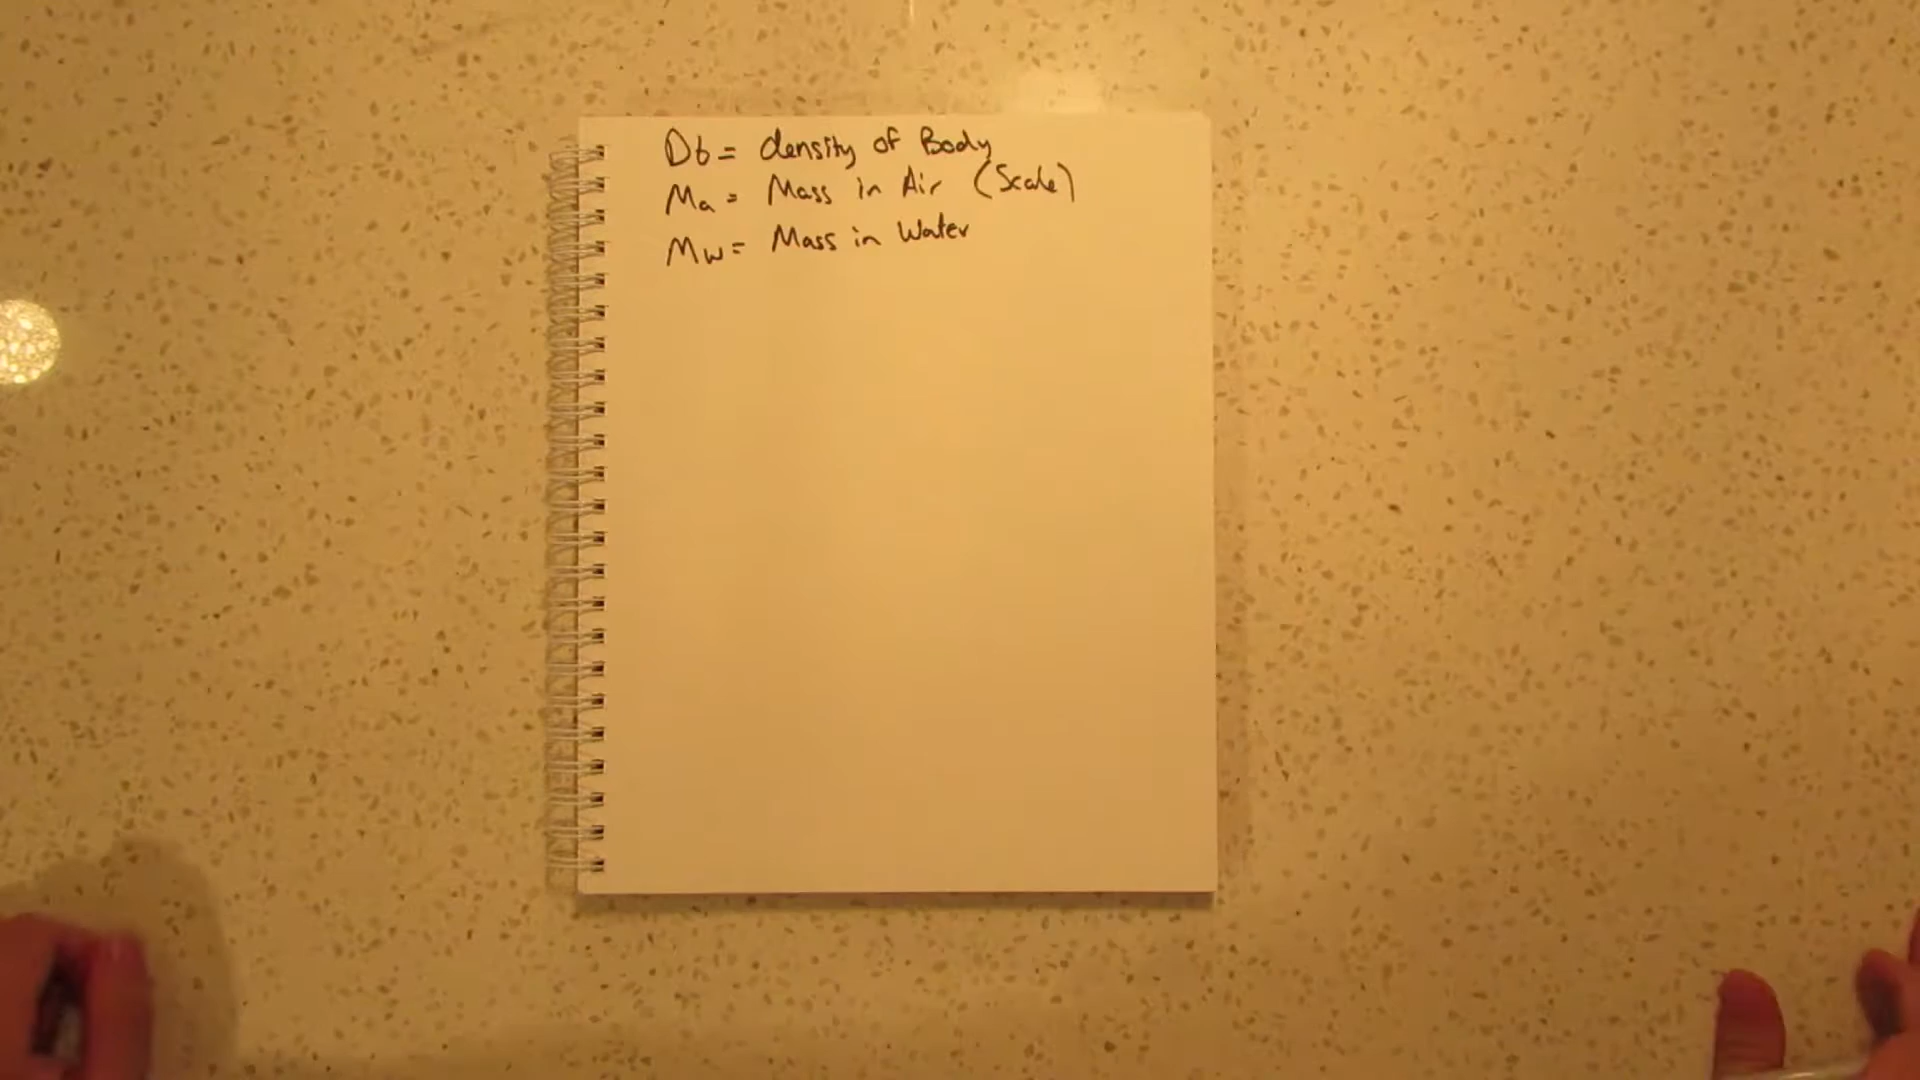 Db = density of Body
Ma = Mass in Air (Scale)
Mw = Mass in Water